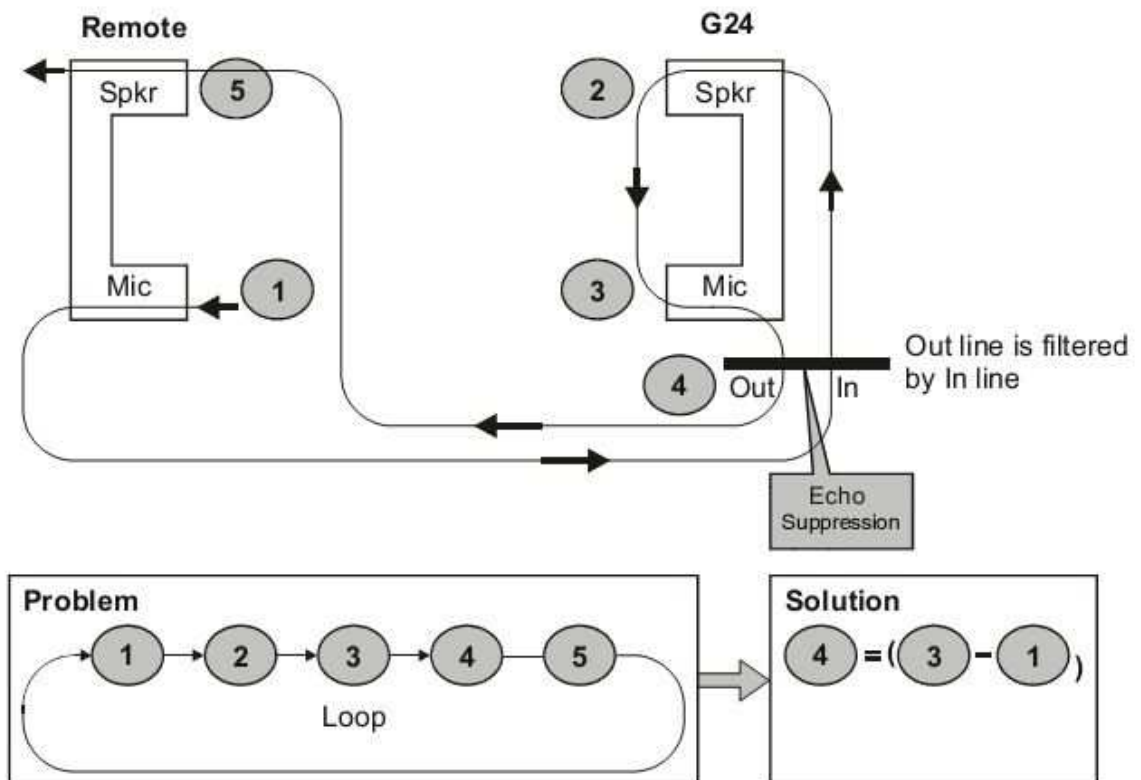 Remote
G24
Spkr
5
2
Spkr
Mic
1
3
Mic
4
Out
In
Out line is filtered
by In line
Echo
Suppression
Problem
1
2
3
4
5
Loop
Solution
4 = ( 3 - 1 )